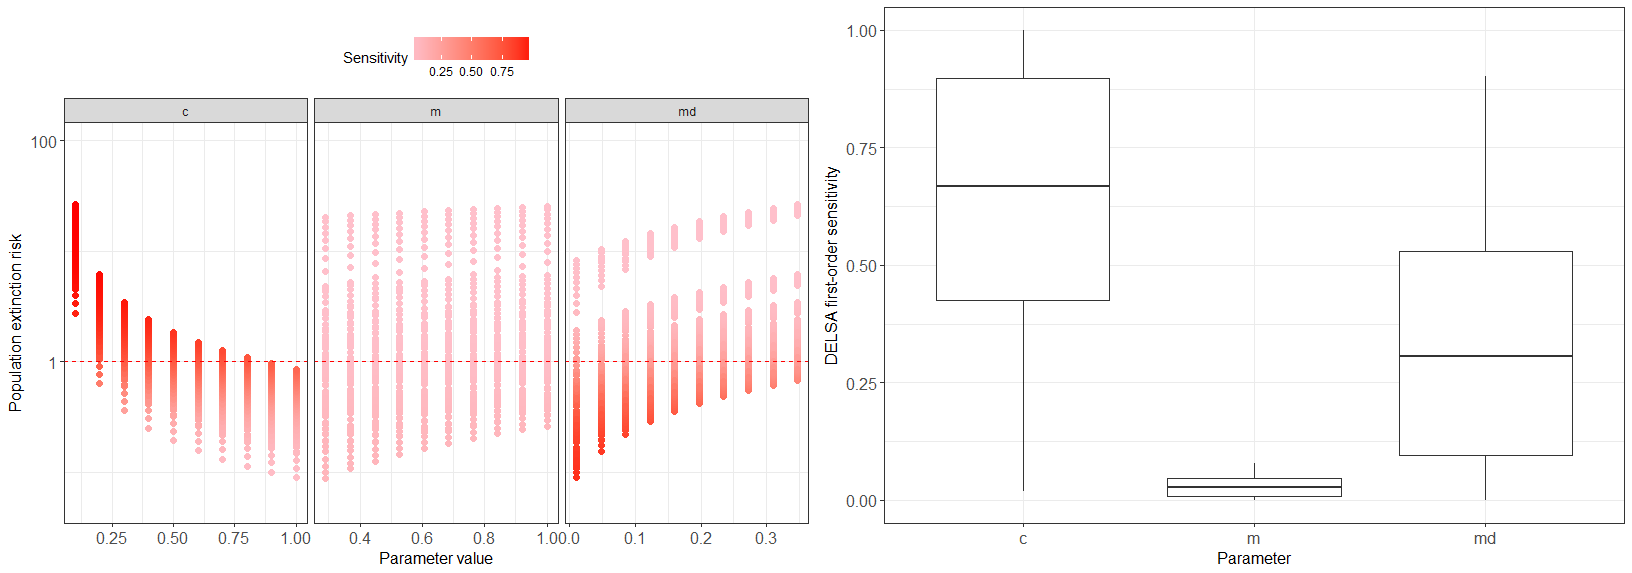 Sensitivity
0.25 0.50 0.75
c m md
100
1
Population extinction risk
0.25 0.50 0.75 1.00 0.4 0.6 0.8 1.00 0.0 0.1 0.2 0.3
Parameter value
1.00
0.75
0.50
0.25
0.00
DELSA first-order sensitivity
c m md
Parameter